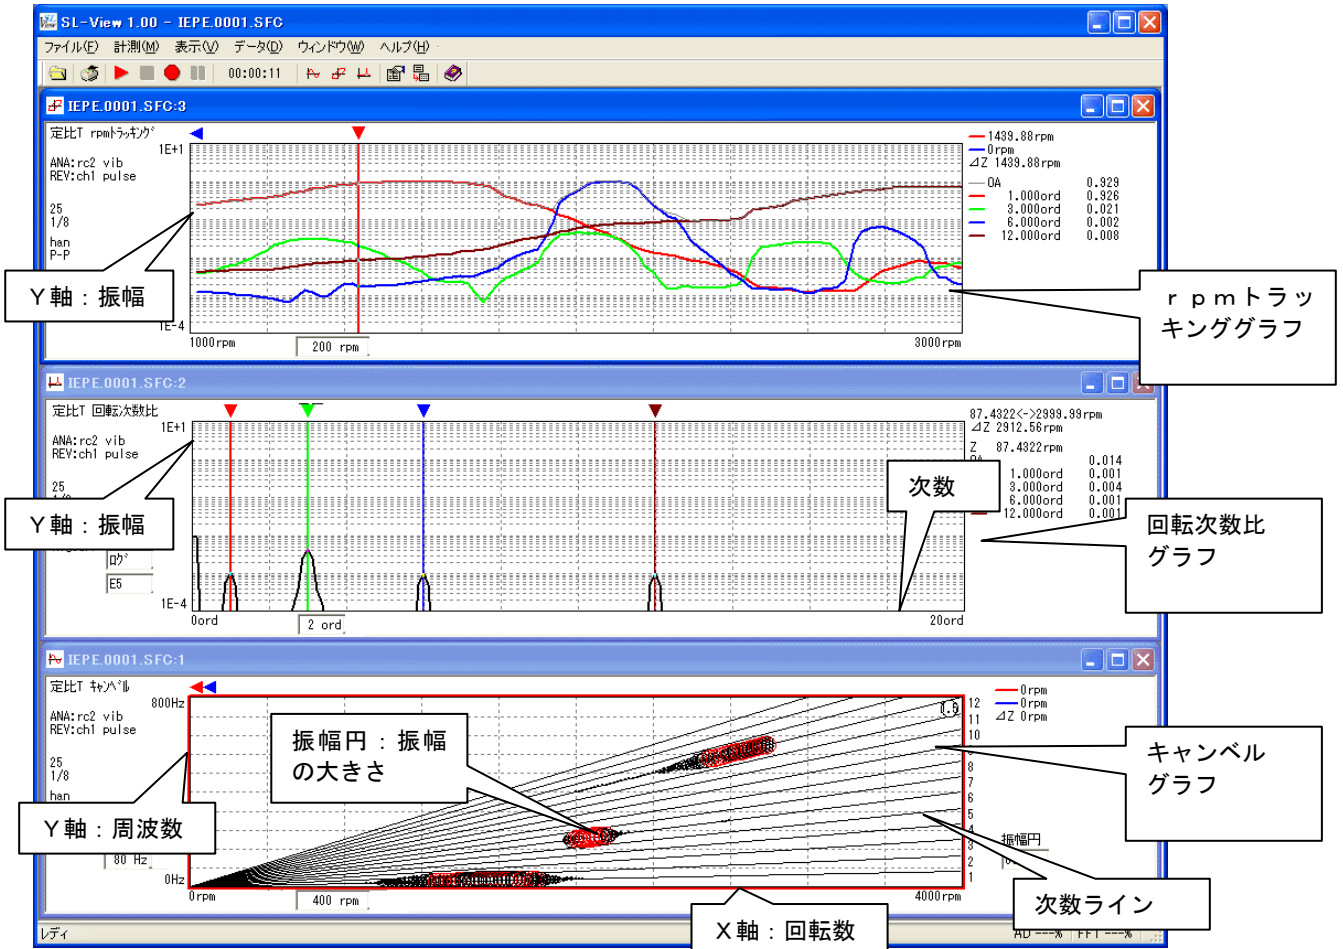 SL-View 1.00 - IEPE.0001.SFC
ファイル(F) 計測(M) 表示(V) データ(D) ウィンドウ(W) ヘルプ(H)
00:00:11
IEPE.0001.SFC:3
定比T rpmトラッキング
ANA:rc2 vib
REV:ch1 pulse
25
1/8
han
P-P
1E+1
1E-4
1000rpm
200 rpm
3000rpm
1439.88rpm
0rpm
⊿Z 1439.88rpm
OA 0.929
1.000ord 0.926
3.000ord 0.021
6.000ord 0.002
12.000ord 0.008
Y軸:振幅
rpmトラッ
キンググラフ
IEPE.0001.SFC:2
定比T 回転次数比
ANA:rc2 vib
REV:ch1 pulse
25
1E+1
1E-4
ログ
E5
0ord
2 ord
20ord
87.4322<->2999.99rpm
⊿Z 2912.56rpm
Z 87.4322rpm
0.014
1.000ord 0.001
3.000ord 0.004
6.000ord 0.001
12.000ord 0.001
Y軸:振幅
次数
回転次数比
グラフ
IEPE.0001.SFC:1
定比T キャンベル
ANA:rc2 vib
REV:ch1 pulse
25
1/8
han
800Hz
80 Hz
0Hz
0rpm
400 rpm
4000rpm
12
11
10
8
7
6
5
4
3
2
1
0rpm
0rpm
⊿Z 0rpm
振幅円
振幅円:振幅
の大きさ
Y軸:周波数
キャンベル
グラフ
次数ライン
X軸:回転数
レディ
AD ---% FFT ---%